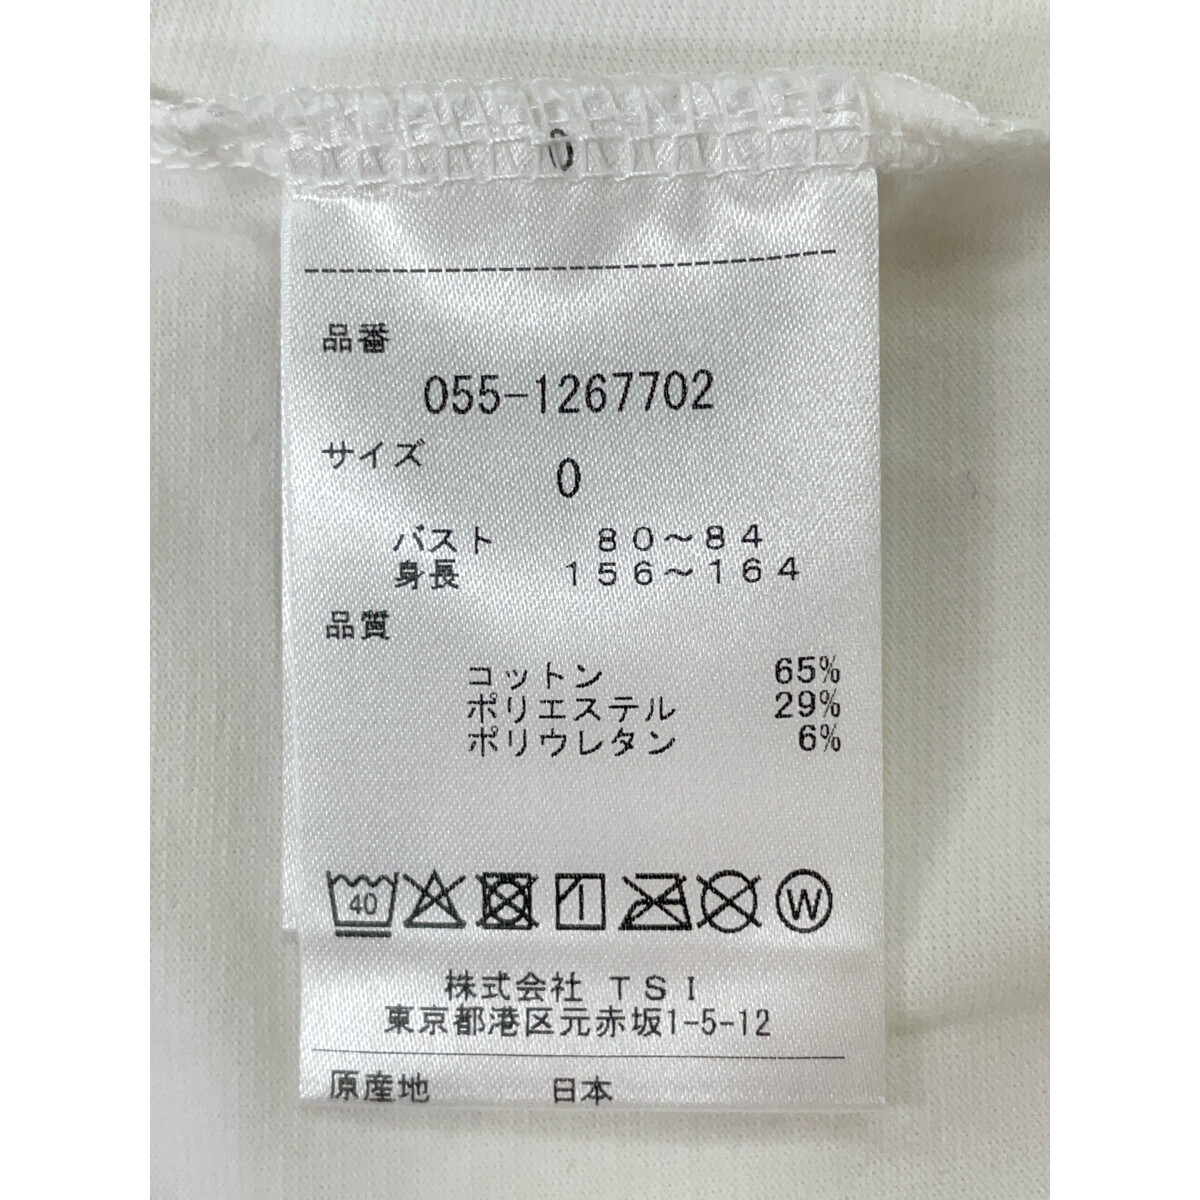 0
品番
055-1267702
サイズ
0
バスト 80〜84
身長 156〜164
品質
コットン 65%
ポリエステル 29%
ポリウレタン 6%
40 W
株式会社 TSI
東京都港区元赤坂1-5-12
原産地 日本